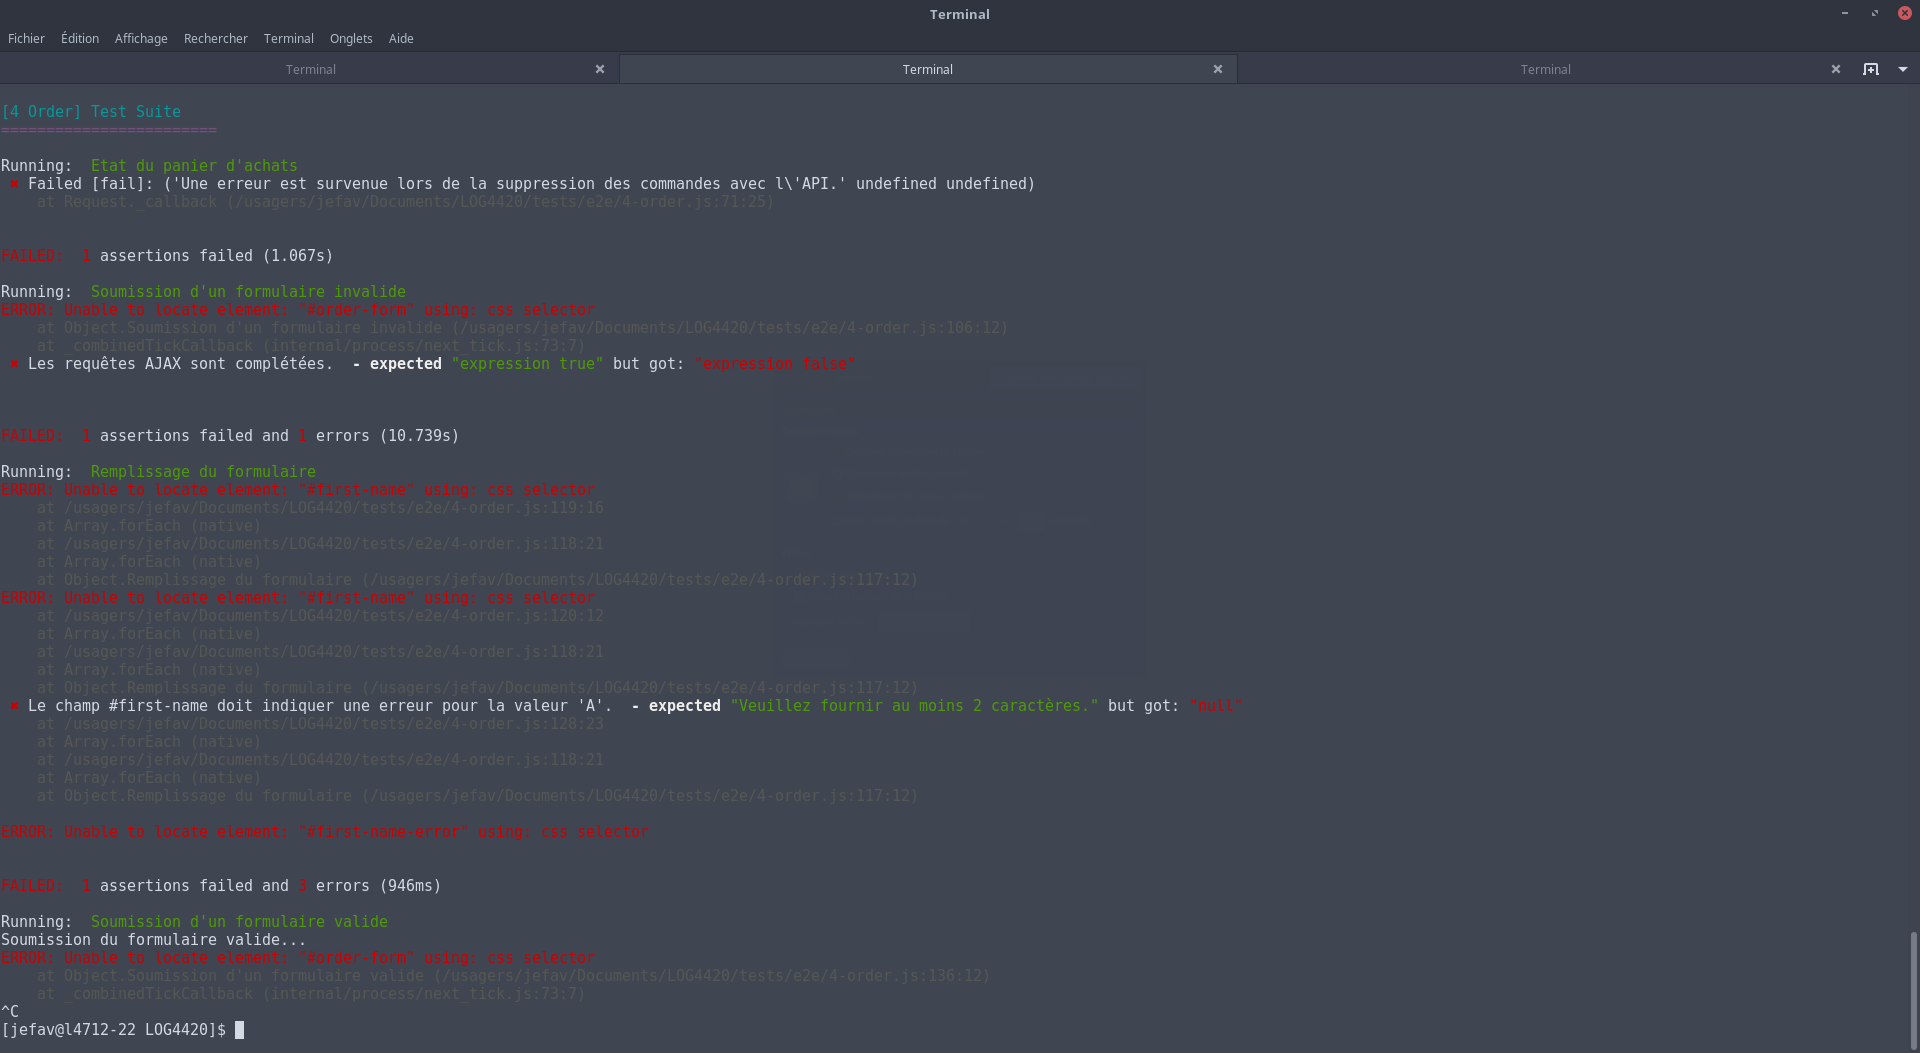 Terminal
Fichier Édition Affichage Rechercher Terminal Onglets Aide
Terminal Terminal Terminal
[4 Order] Test Suite
========================
Running:  Etat du panier d'achats
 ✖ Failed [fail]: ('Une erreur est survenue lors de la suppression des commandes avec l\'API.' undefined undefined)
    at Request._callback (/usagers/jefav/Documents/LOG4420/tests/e2e/4-order.js:71:25)
FAILED:  1 assertions failed (1.067s)
Running:  Soumission d'un formulaire invalide
ERROR: Unable to locate element: "#order-form" using: css selector
    at Object.Soumission d'un formulaire invalide (/usagers/jefav/Documents/LOG4420/tests/e2e/4-order.js:106:12)
    at _combinedTickCallback (internal/process/next_tick.js:73:7)
 ✖ Les requêtes AJAX sont complétées.  - expected "expression true" but got: "expression false"
FAILED:  1 assertions failed and 1 errors (10.739s)
Running:  Remplissage du formulaire
ERROR: Unable to locate element: "#first-name" using: css selector
    at /usagers/jefav/Documents/LOG4420/tests/e2e/4-order.js:119:16
    at Array.forEach (native)
    at /usagers/jefav/Documents/LOG4420/tests/e2e/4-order.js:118:21
    at Array.forEach (native)
    at Object.Remplissage du formulaire (/usagers/jefav/Documents/LOG4420/tests/e2e/4-order.js:117:12)
ERROR: Unable to locate element: "#first-name" using: css selector
    at /usagers/jefav/Documents/LOG4420/tests/e2e/4-order.js:120:12
    at Array.forEach (native)
    at /usagers/jefav/Documents/LOG4420/tests/e2e/4-order.js:118:21
    at Array.forEach (native)
    at Object.Remplissage du formulaire (/usagers/jefav/Documents/LOG4420/tests/e2e/4-order.js:117:12)
 ✖ Le champ #first-name doit indiquer une erreur pour la valeur 'A'.  - expected "Veuillez fournir au moins 2 caractères." but got: "null"
    at /usagers/jefav/Documents/LOG4420/tests/e2e/4-order.js:128:23
    at Array.forEach (native)
    at /usagers/jefav/Documents/LOG4420/tests/e2e/4-order.js:118:21
    at Array.forEach (native)
    at Object.Remplissage du formulaire (/usagers/jefav/Documents/LOG4420/tests/e2e/4-order.js:117:12)
ERROR: Unable to locate element: "#first-name-error" using: css selector
FAILED:  1 assertions failed and 3 errors (946ms)
Running:  Soumission d'un formulaire valide
Soumission du formulaire valide...
ERROR: Unable to locate element: "#order-form" using: css selector
    at Object.Soumission d'un formulaire valide (/usagers/jefav/Documents/LOG4420/tests/e2e/4-order.js:136:12)
    at _combinedTickCallback (internal/process/next_tick.js:73:7)
^C
[jefav@l4712-22 LOG4420]$